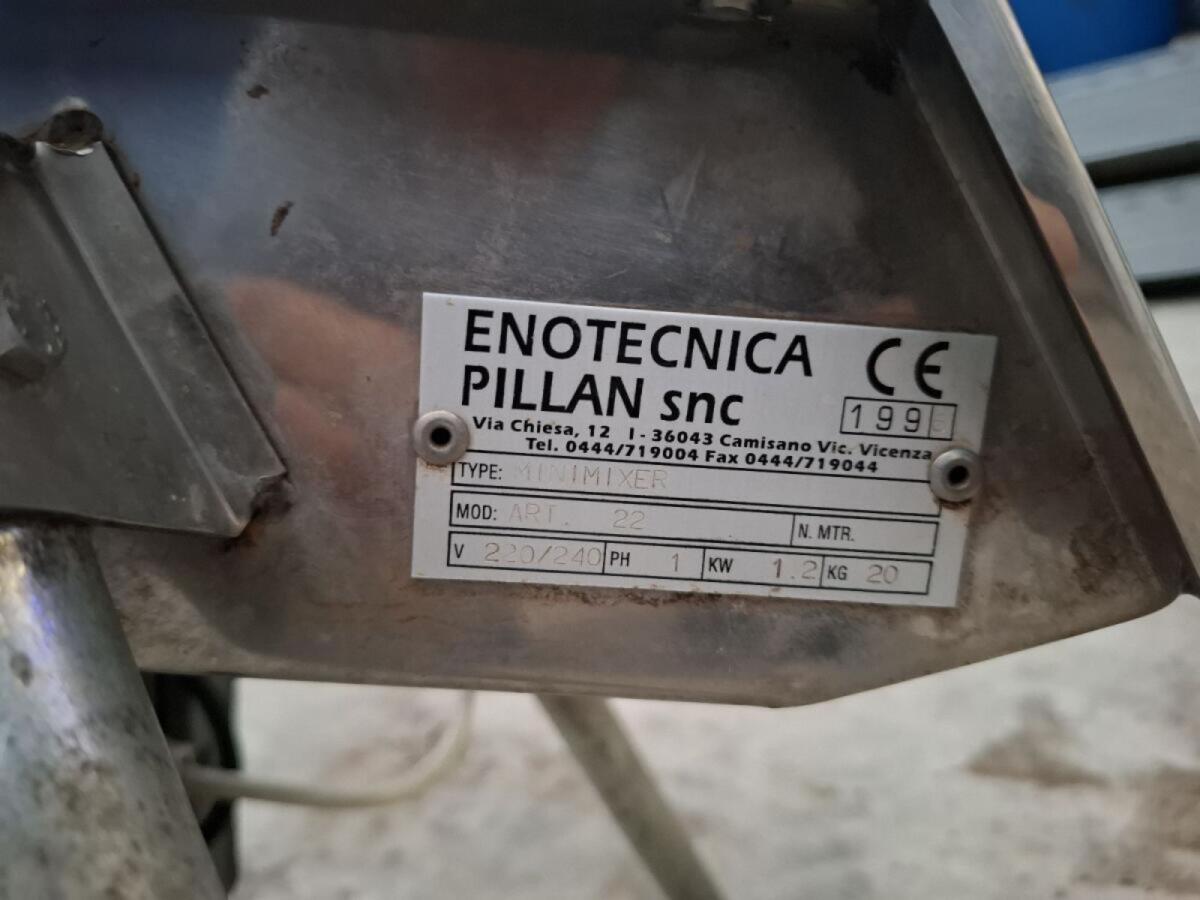 ENOTECNICA
PILLAN snc
CE
199
Via Chiesa, 12 I - 36043 Camisano Vic. Vicenza
Tel. 0444/719004 Fax 0444/719044
TYPE: MINIMIXER
MOD: ART. 22 N. MTR.
V 220/240 PH 1 KW 1.2 KG 20